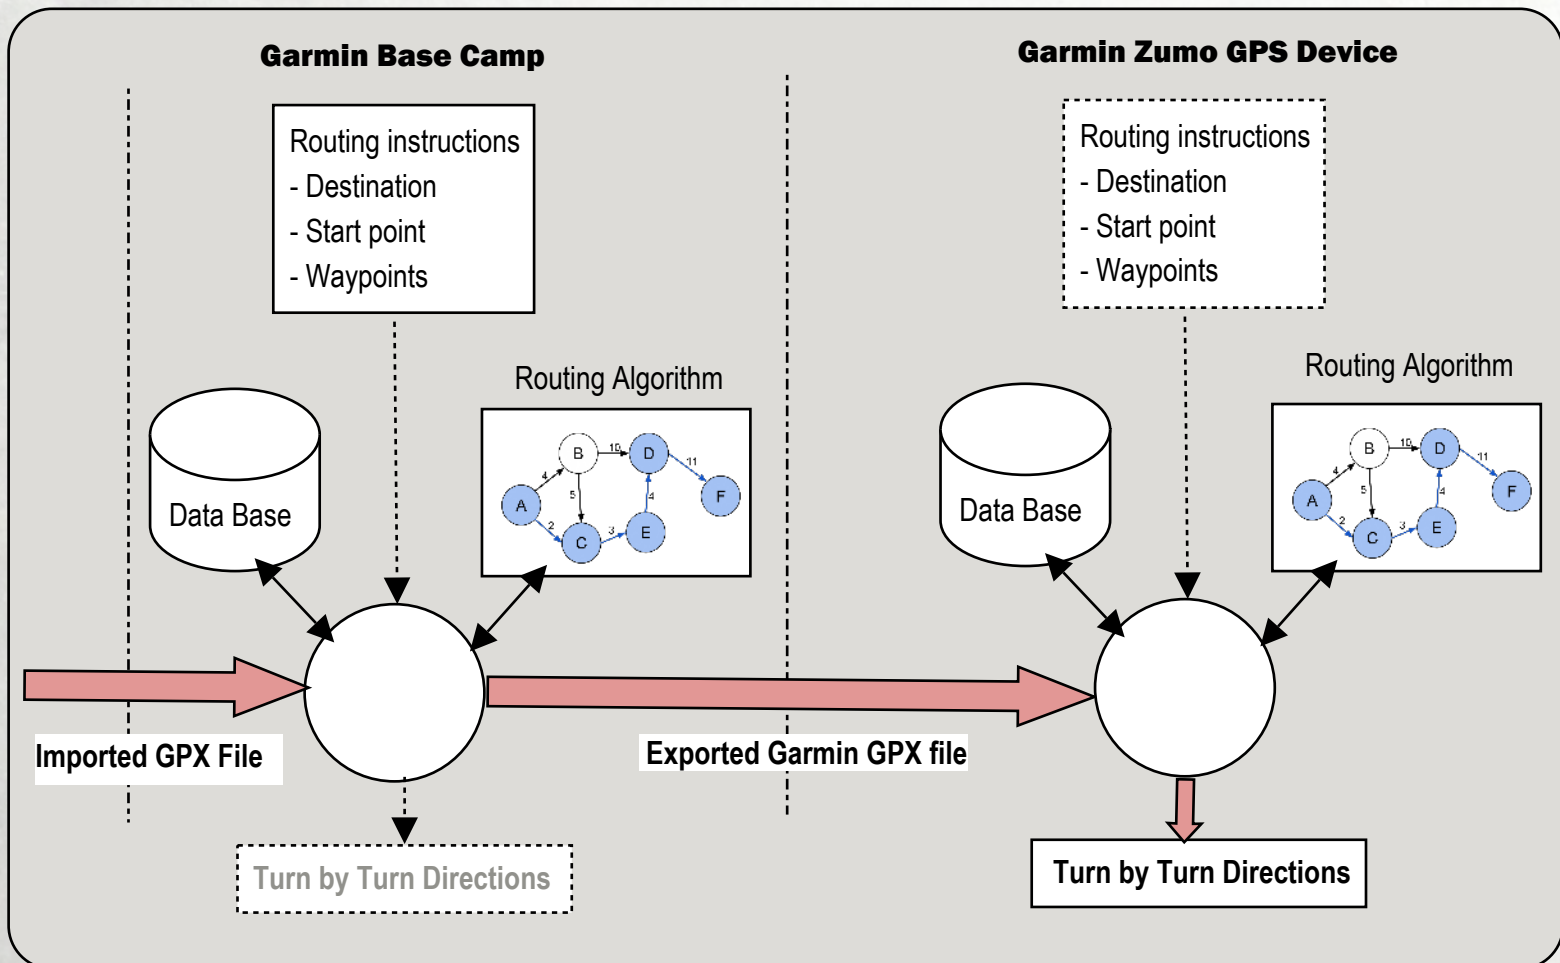 Garmin Base Camp
Garmin Zumo GPS Device
Routing instructions
- Destination
- Start point
- Waypoints
Routing instructions
- Destination
- Start point
- Waypoints
Routing Algorithm
Routing Algorithm
Data Base
A
B
C
D
E
F
4
10
5
2
3
4
11
Data Base
A
B
C
D
E
F
4
10
5
2
3
4
11
Imported GPX File
Exported Garmin GPX file
Turn by Turn Directions
Turn by Turn Directions